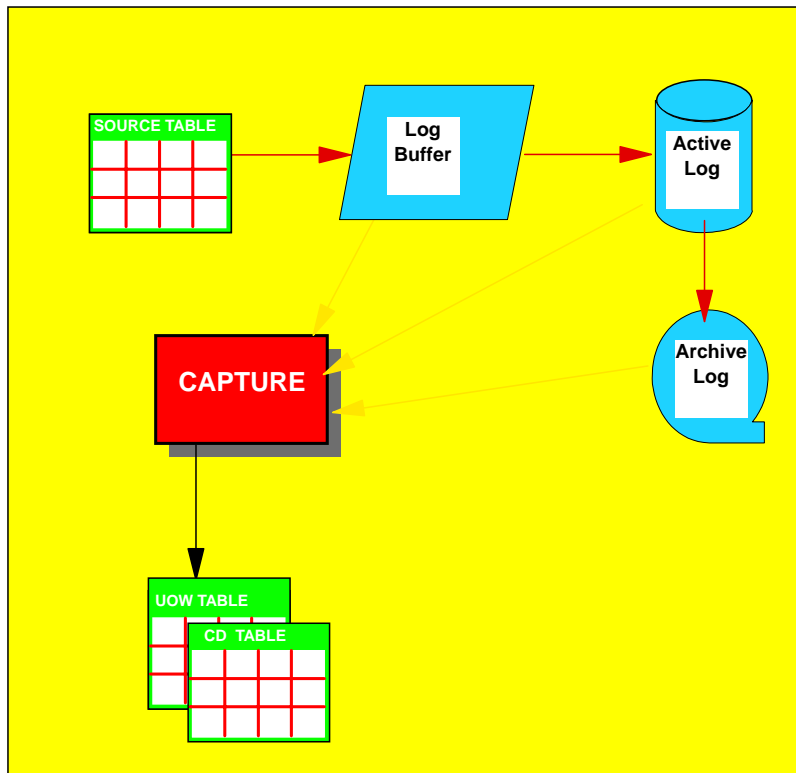 SOURCE TABLE
Log
Buffer
Active
Log
Archive
Log
CAPTURE
UOW TABLE
CD TABLE